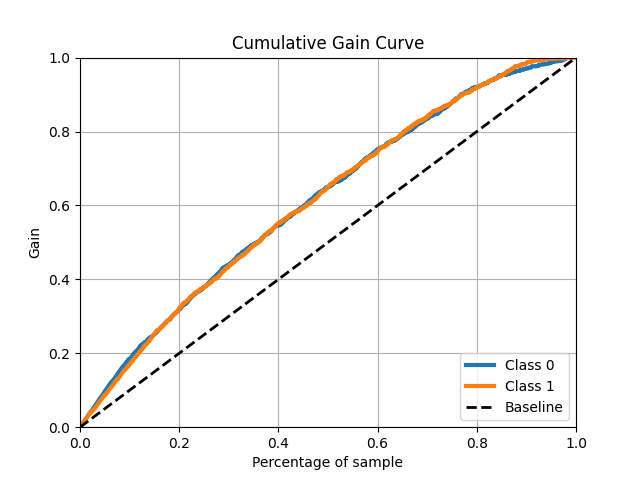 Cumulative Gain Curve
1.0
0.8
0.6
0.4
0.2
0.0
Gain
Class 0
Class 1
Baseline
0.0 0.2 0.4 0.6 0.8 1.0
Percentage of sample